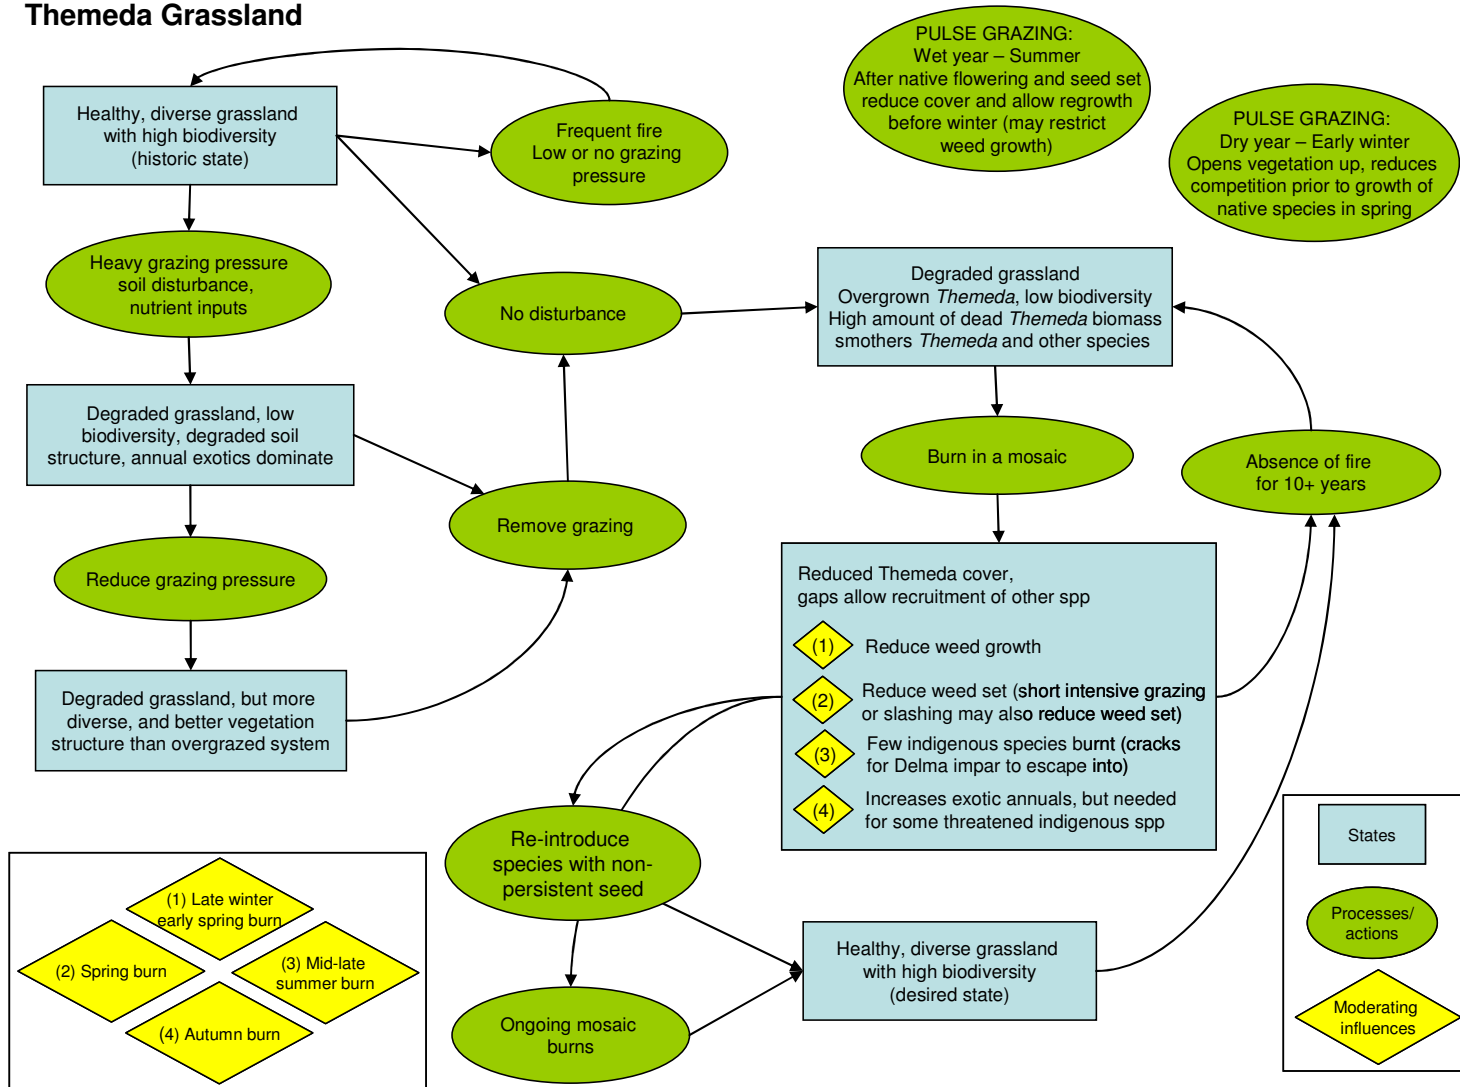 Themeda Grassland
Healthy, diverse grassland
with high biodiversity
(historic state)
Frequent fire
Low or no grazing
pressure
PULSE GRAZING:
Wet year – Summer
After native flowering and seed set
reduce cover and allow regrowth
before winter (may restrict
weed growth)
PULSE GRAZING:
Dry year – Early winter
Opens vegetation up, reduces
competition prior to growth of
native species in spring
Heavy grazing pressure
soil disturbance,
nutrient inputs
No disturbance
Degraded grassland
Overgrown Themeda, low biodiversity
High amount of dead Themeda biomass
smothers Themeda and other species
Degraded grassland, low
biodiversity, degraded soil
structure, annual exotics dominate
Remove grazing
Burn in a mosaic
Absence of fire
for 10+ years
Reduce grazing pressure
Degraded grassland, but more
diverse, and better vegetation
structure than overgrazed system
Reduced Themeda cover,
gaps allow recruitment of other spp
(1) Reduce weed growth
(2) Reduce weed set (short intensive grazing
or slashing may also reduce weed set)
(3) Few indigenous species burnt (cracks
for Delma impar to escape into)
(4) Increases exotic annuals, but needed
for some threatened indigenous spp
Re-introduce
species with non-
persistent seed
Ongoing mosaic
burns
Healthy, diverse grassland
with high biodiversity
(desired state)
(1) Late winter
early spring burn
(2) Spring burn
(3) Mid-late
summer burn
(4) Autumn burn
States
Processes/
actions
Moderating
influences